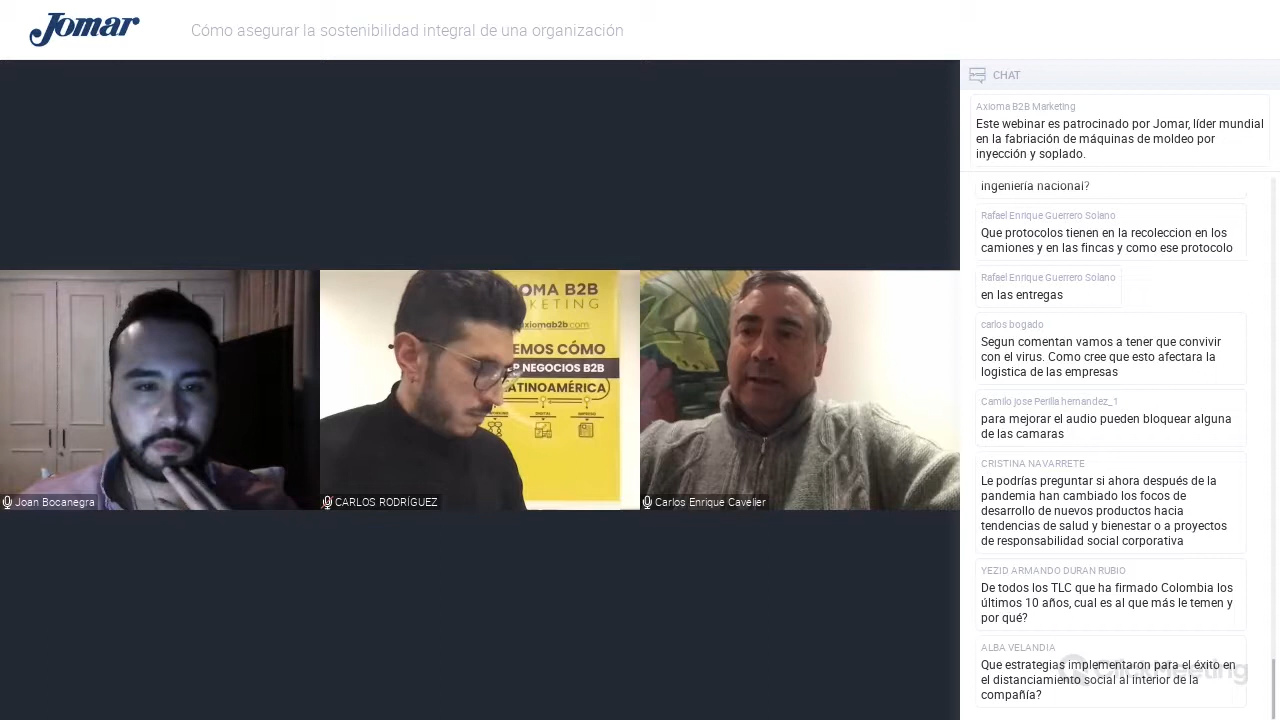 Jomar
Cómo asegurar la sostenibilidad integral de una organización
CHAT
Axioma B2B Marketing
Este webinar es patrocinado por Jomar, líder mundial
en la fabriación de máquinas de moldeo por
inyección y soplado.
ingeniería nacional?
Rafael Enrique Guerrero Solano
Que protocolos tienen en la recoleccion en los
camiones y en las fincas y como ese protocolo
Rafael Enrique Guerrero Solano
en las entregas
carlos bogado
Segun comentan vamos a tener que convivir
con el virus. Como cree que esto afectara la
logistica de las empresas
Camilo jose Perilla hernandez_1
para mejorar el audio pueden bloquear alguna
de las camaras
CRISTINA NAVARRETE
Le podrías preguntar si ahora después de la
pandemia han cambiado los focos de
desarrollo de nuevos productos hacia
tendencias de salud y bienestar o a proyectos
de responsabilidad social corporativa
YEZID ARMANDO DURAN RUBIO
De todos los TLC que ha firmado Colombia los
últimos 10 años, cual es al que más le temen y
por qué?
ALBA VELANDIA
Que estrategias implementaron para el éxito en
el distanciamiento social al interior de la
compañía?
ClickMeeting
IOMA B2B
KETING
axiomab2b.com
EMOS CÓMO
NEGOCIOS B2B
LATINOAMÉRICA
Joan Bocanegra
CARLOS RODRÍGUEZ
Carlos Enrique Cavelier